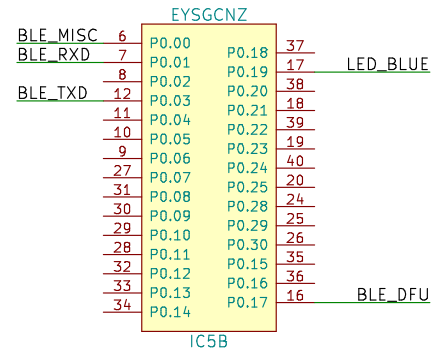 EYSGCNZ
BLE_MISC 6 P0.00
BLE_RXD 7 P0.01
8 P0.02
BLE_TXD 12 P0.03
11 P0.04
10 P0.05
9 P0.06
27 P0.07
31 P0.08
30 P0.09
29 P0.10
28 P0.11
32 P0.12
33 P0.13
34 P0.14
P0.18 37
P0.19 17 LED_BLUE
P0.20 38
P0.21 18
P0.22 39
P0.23 19
P0.24 40
P0.25 20
P0.28 24
P0.29 25
P0.30 26
P0.15 35
P0.16 36
P0.17 16 BLE_DFU
IC5B